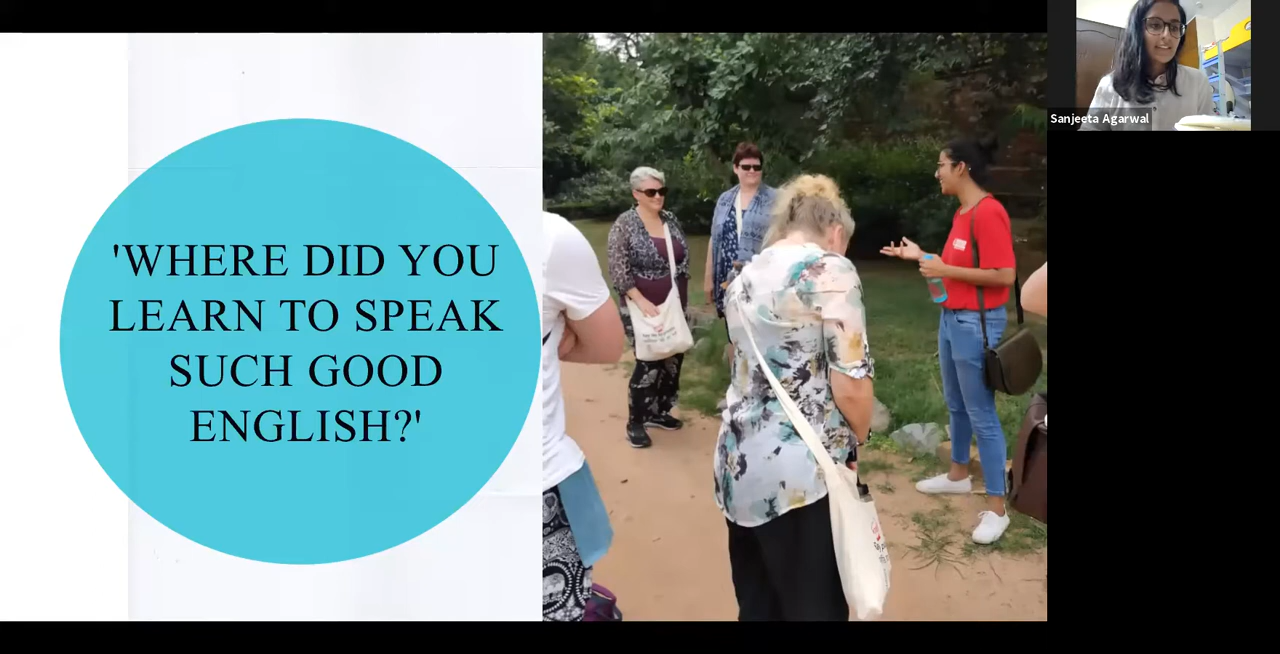 'WHERE DID YOU
LEARN TO SPEAK
SUCH GOOD
ENGLISH?'
Sanjeeta Agarwal